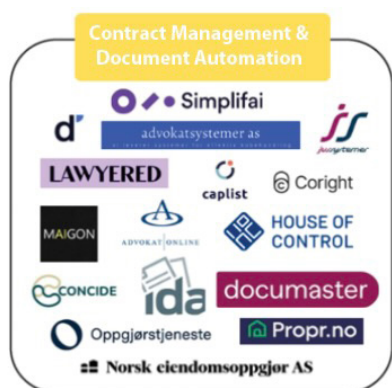 Contract Management &
Document Automation
Simplifai
d'
advokatsystemer as
jussystemer
LAWYERED
caplist
Coright
MAIGON
ADVOKAT ONLINE
HOUSE OF
CONTROL
CONCIDE
ida
documaster
Oppgjørstjeneste
Propr.no
Norsk eiendomsoppgjør AS